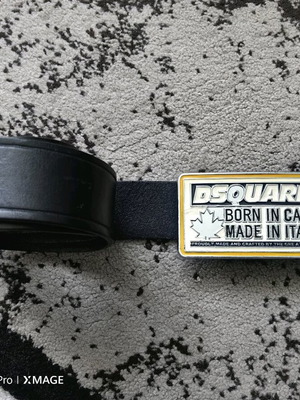 DSQUAR
BORN IN CA
MADE IN ITA
PROUDLY MADE AND CRAFTED BY THE
Pro | XMAGE